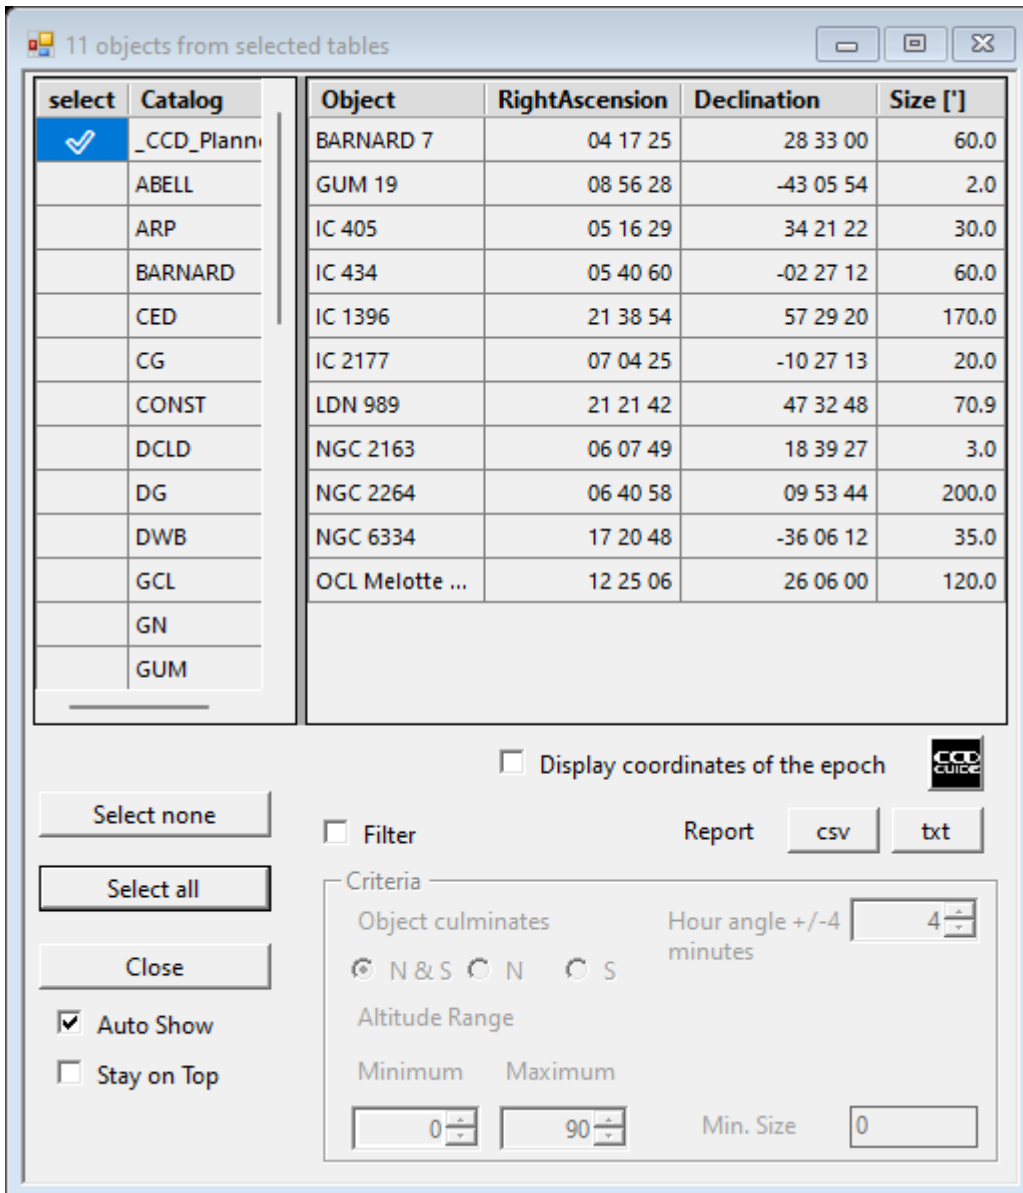 11 objects from selected tables
select Catalog Object RightAscension Declination Size [']
_CCD_Planne BARNARD 7 04 17 25 28 33 00 60.0
ABELL GUM 19 08 56 28 -43 05 54 2.0
ARP IC 405 05 16 29 34 21 22 30.0
BARNARD IC 434 05 40 60 -02 27 12 60.0
CED IC 1396 21 38 54 57 29 20 170.0
CG IC 2177 07 04 25 -10 27 13 20.0
CONST LDN 989 21 21 42 47 32 48 70.9
DCLD NGC 2163 06 07 49 18 39 27 3.0
DG NGC 2264 06 40 58 09 53 44 200.0
DWB NGC 6334 17 20 48 -36 06 12 35.0
GCL OCL Melotte ... 12 25 06 26 06 00 120.0
GN
GUM
Display coordinates of the epoch CCD GUIDE
Select none
Filter Report csv txt
Select all
Criteria
Object culminates Hour angle +/-4 minutes 4
Close
N & S N S
Auto Show
Altitude Range
Stay on Top
Minimum Maximum
0 90 Min. Size 0